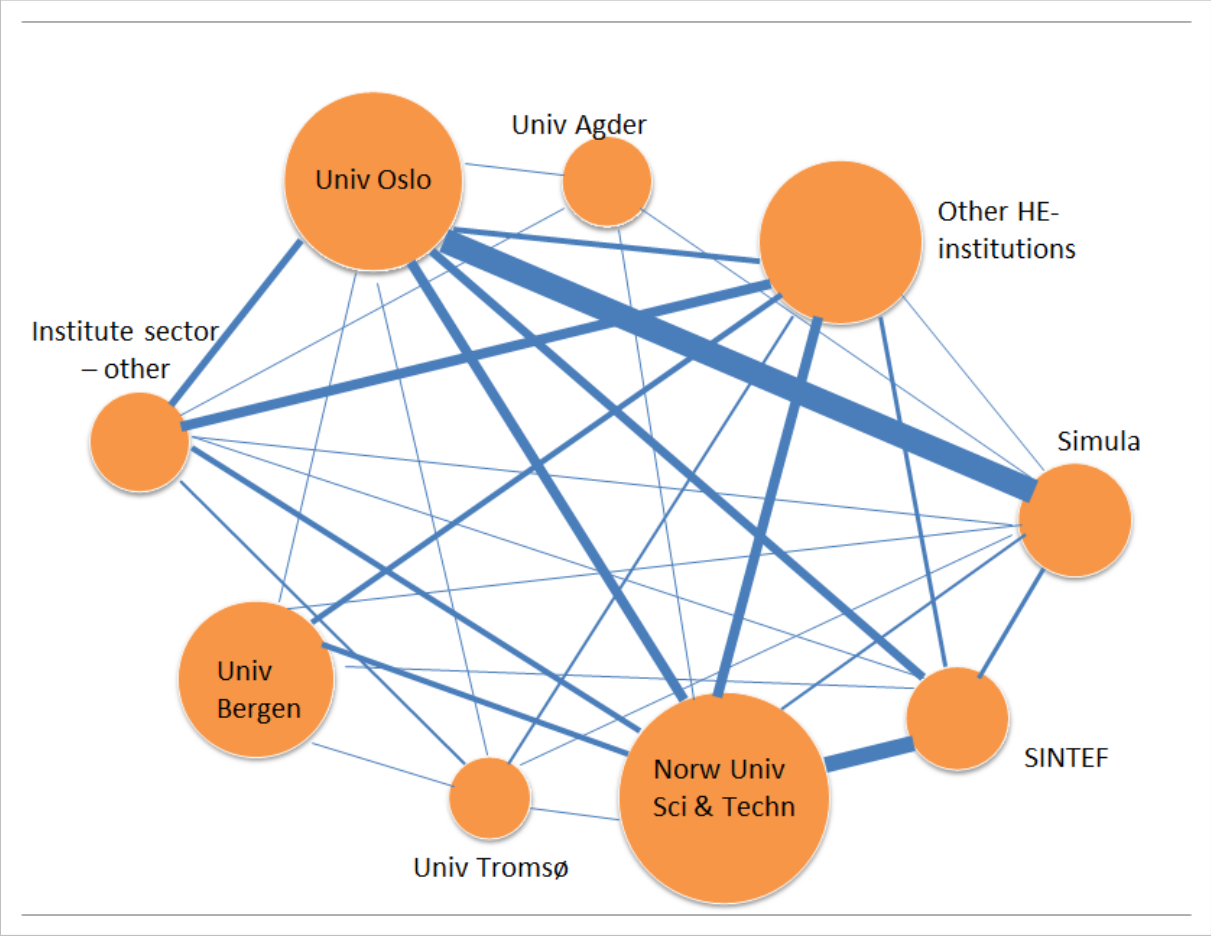 Univ Agder
Univ Oslo
Other HE-
institutions
Institute sector
– other
Simula
Univ
Bergen
Norw Univ
Sci & Techn
SINTEF
Univ Tromsø